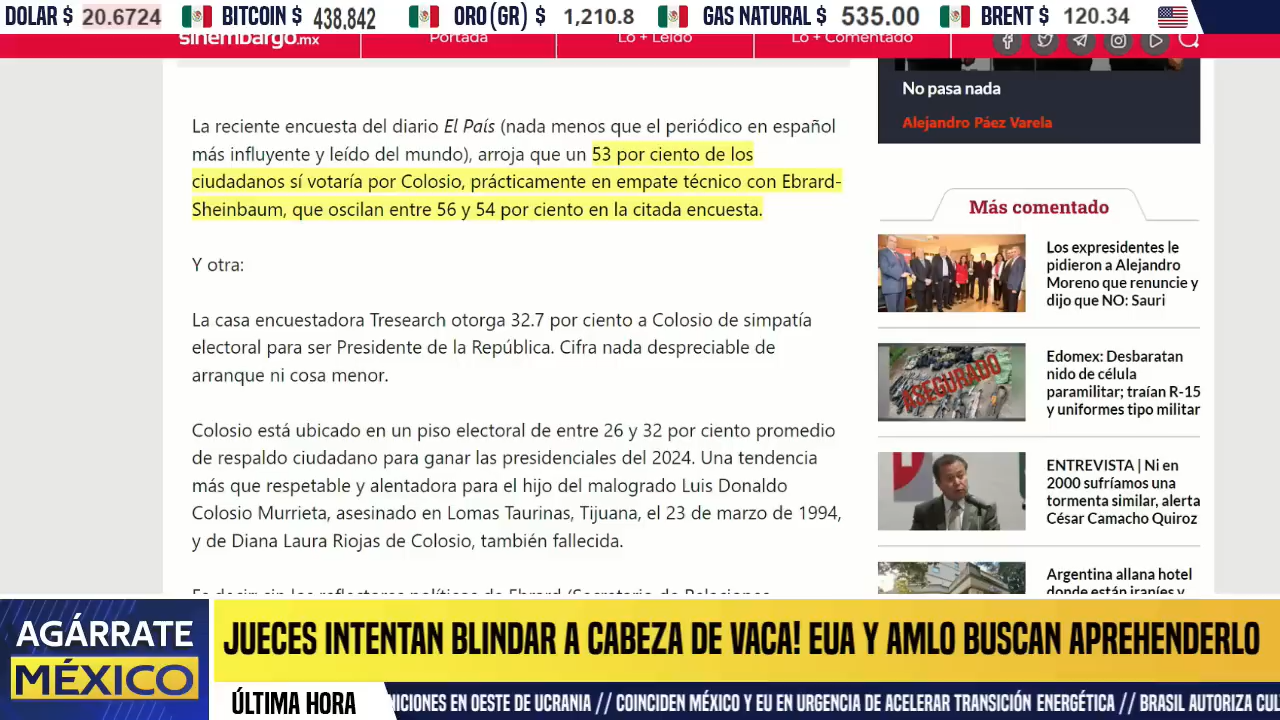 DOLAR $ 20.6724 BITCOIN $ 438,842 ORO(GR) $ 1,210.8 GAS NATURAL $ 535.00 BRENT $ 120.34
sinembargo.mx Portada Lo + Leído Lo + Comentado
No pasa nada
Alejandro Páez Varela
La reciente encuesta del diario El País (nada menos que el periódico en español
más influyente y leído del mundo), arroja que un 53 por ciento de los
ciudadanos sí votaría por Colosio, prácticamente en empate técnico con Ebrard-
Sheinbaum, que oscilan entre 56 y 54 por ciento en la citada encuesta.
Y otra:
La casa encuestadora Tresearch otorga 32.7 por ciento a Colosio de simpatía
electoral para ser Presidente de la República. Cifra nada despreciable de
arranque ni cosa menor.
Colosio está ubicado en un piso electoral de entre 26 y 32 por ciento promedio
de respaldo ciudadano para ganar las presidenciales del 2024. Una tendencia
más que respetable y alentadora para el hijo del malogrado Luis Donaldo
Colosio Murrieta, asesinado en Lomas Taurinas, Tijuana, el 23 de marzo de 1994,
y de Diana Laura Riojas de Colosio, también fallecida.
Es decir, sin los reflectores políticos de Ebrard (Secretario de Relaciones
Más comentado
Los expresidentes le
pidieron a Alejandro
Moreno que renuncie y
dijo que NO: Sauri
ASEGURADO
Edomex: Desbaratan
nido de célula
paramilitar; traían R-15
y uniformes tipo militar
ENTREVISTA | Ni en
2000 sufríamos una
tormenta similar, alerta
César Camacho Quiroz
Argentina allana hotel
donde están iraníes y
AGÁRRATE
MÉXICO
JUECES INTENTAN BLINDAR A CABEZA DE VACA! EUA Y AMLO BUSCAN APREHENDERLO
ÚLTIMA HORA
NICIONES EN OESTE DE UCRANIA // COINCIDEN MÉXICO Y EU EN URGENCIA DE ACELERAR TRANSICIÓN ENERGÉTICA // BRASIL AUTORIZA CUL